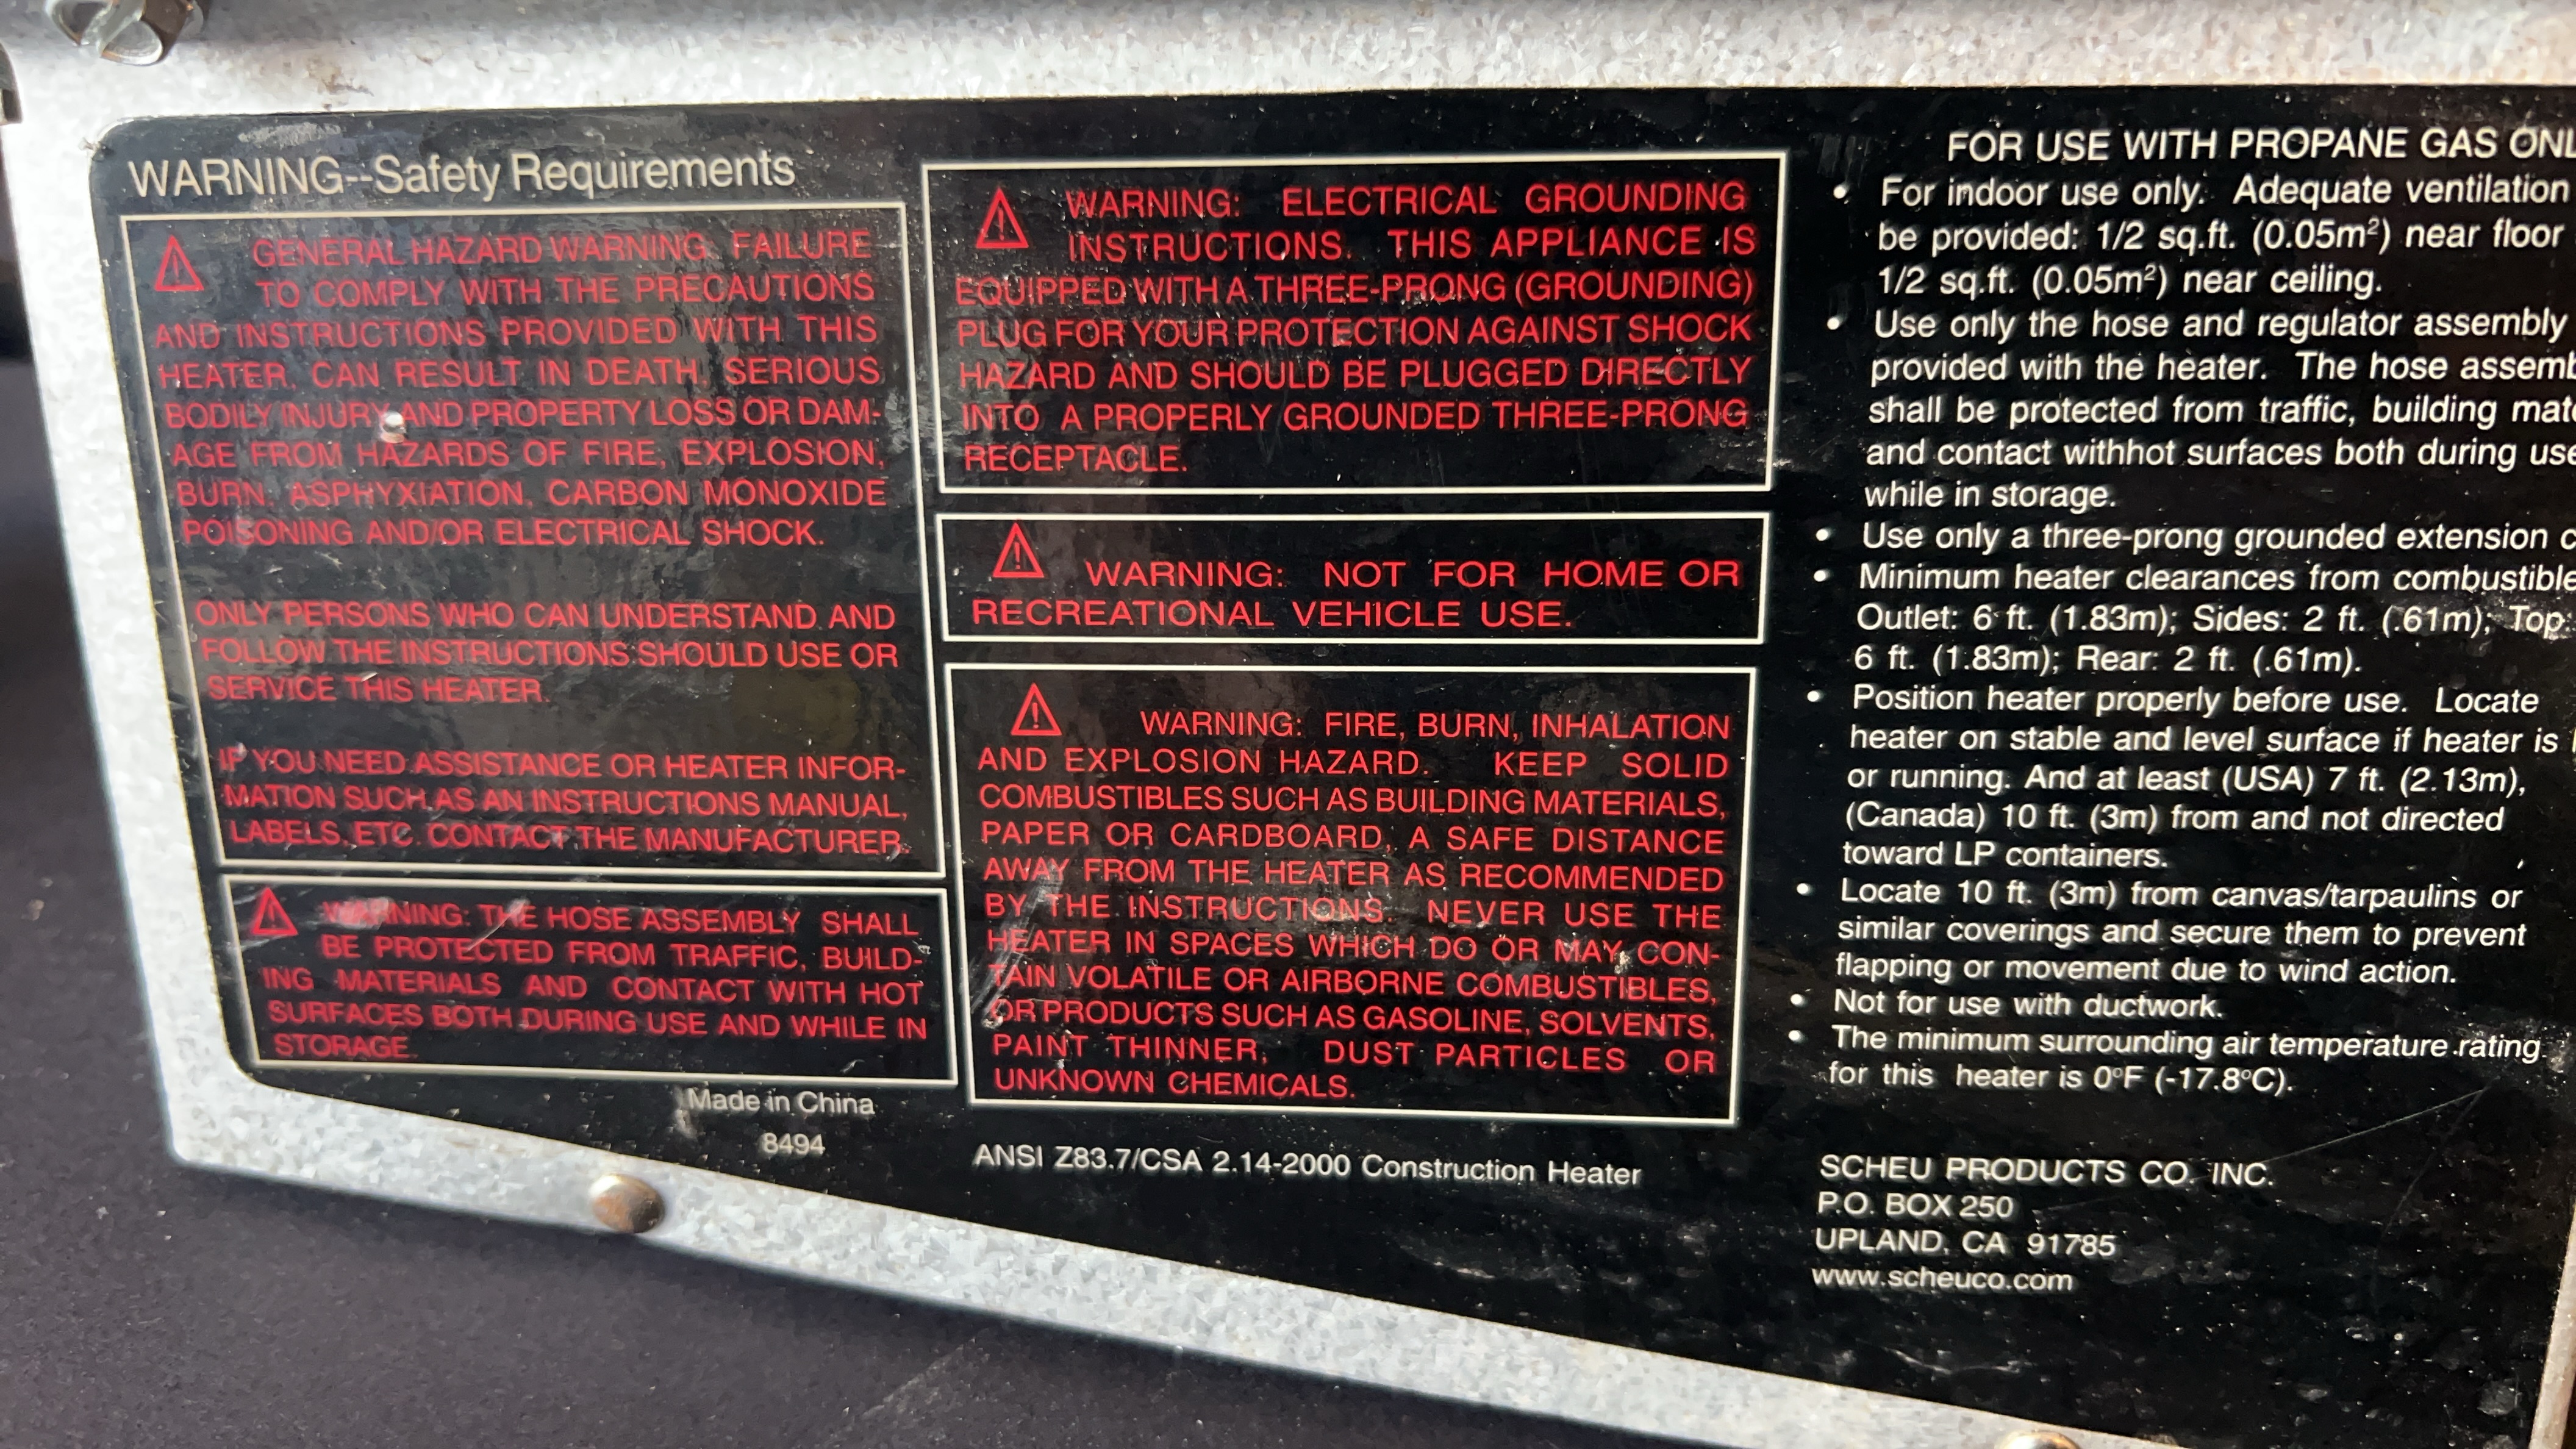 WARNING--Safety Requirements
GENERAL HAZARD WARNING: FAILURE
TO COMPLY WITH THE PRECAUTIONS
AND INSTRUCTIONS PROVIDED WITH THIS
HEATER, CAN RESULT IN DEATH, SERIOUS
BODILY INJURY AND PROPERTY LOSS OR DAM-
AGE FROM HAZARDS OF FIRE, EXPLOSION,
BURN, ASPHYXIATION, CARBON MONOXIDE
POISONING AND/OR ELECTRICAL SHOCK.
ONLY PERSONS WHO CAN UNDERSTAND AND
FOLLOW THE INSTRUCTIONS SHOULD USE OR
SERVICE THIS HEATER.
IF YOU NEED ASSISTANCE OR HEATER INFOR-
MATION SUCH AS AN INSTRUCTIONS MANUAL,
LABELS, ETC. CONTACT THE MANUFACTURER.
WARNING: THE HOSE ASSEMBLY SHALL
BE PROTECTED FROM TRAFFIC, BUILD-
ING MATERIALS AND CONTACT WITH HOT
SURFACES BOTH DURING USE AND WHILE IN
STORAGE.
Made in China
8494
WARNING: ELECTRICAL GROUNDING
INSTRUCTIONS. THIS APPLIANCE IS
EQUIPPED WITH A THREE-PRONG (GROUNDING)
PLUG FOR YOUR PROTECTION AGAINST SHOCK
HAZARD AND SHOULD BE PLUGGED DIRECTLY
INTO A PROPERLY GROUNDED THREE-PRONG
RECEPTACLE.
WARNING: NOT FOR HOME OR
RECREATIONAL VEHICLE USE.
WARNING: FIRE, BURN, INHALATION
AND EXPLOSION HAZARD. KEEP SOLID
COMBUSTIBLES SUCH AS BUILDING MATERIALS,
PAPER OR CARDBOARD, A SAFE DISTANCE
AWAY FROM THE HEATER AS RECOMMENDED
BY THE INSTRUCTIONS. NEVER USE THE
HEATER IN SPACES WHICH DO OR MAY CON-
TAIN VOLATILE OR AIRBORNE COMBUSTIBLES,
OR PRODUCTS SUCH AS GASOLINE, SOLVENTS,
PAINT THINNER, DUST PARTICLES OR
UNKNOWN CHEMICALS.
ANSI Z83.7/CSA 2.14-2000 Construction Heater
FOR USE WITH PROPANE GAS
• For indoor use only. Adequate ventilation
be provided: 1/2 sq.ft. (0.05m²) near floor
1/2 sq.ft. (0.05m²) near ceiling.
• Use only the hose and regulator assembly
provided with the heater. The hose
shall be protected from traffic, building
and contact withhot surfaces both during
while in storage.
• Use only a three-prong grounded extension
• Minimum heater clearances from
Outlet: 6 ft. (1.83m); Sides: 2 ft. (.61m); Top:
6 ft. (1.83m); Rear: 2 ft. (.61m).
• Position heater properly before use. Locate
heater on stable and level surface if heater is
or running. And at least (USA) 7 ft. (2.13m),
(Canada) 10 ft. (3m) from and not directed
toward LP containers.
• Locate 10 ft. (3m) from canvas/tarpaulins or
similar coverings and secure them to prevent
flapping or movement due to wind action.
• Not for use with ductwork.
• The minimum surrounding air temperature rating
for this heater is 0°F (-17.8°C).
SCHEU PRODUCTS CO. INC.
P.O. BOX 250
UPLAND, CA 91785
www.scheuco.com